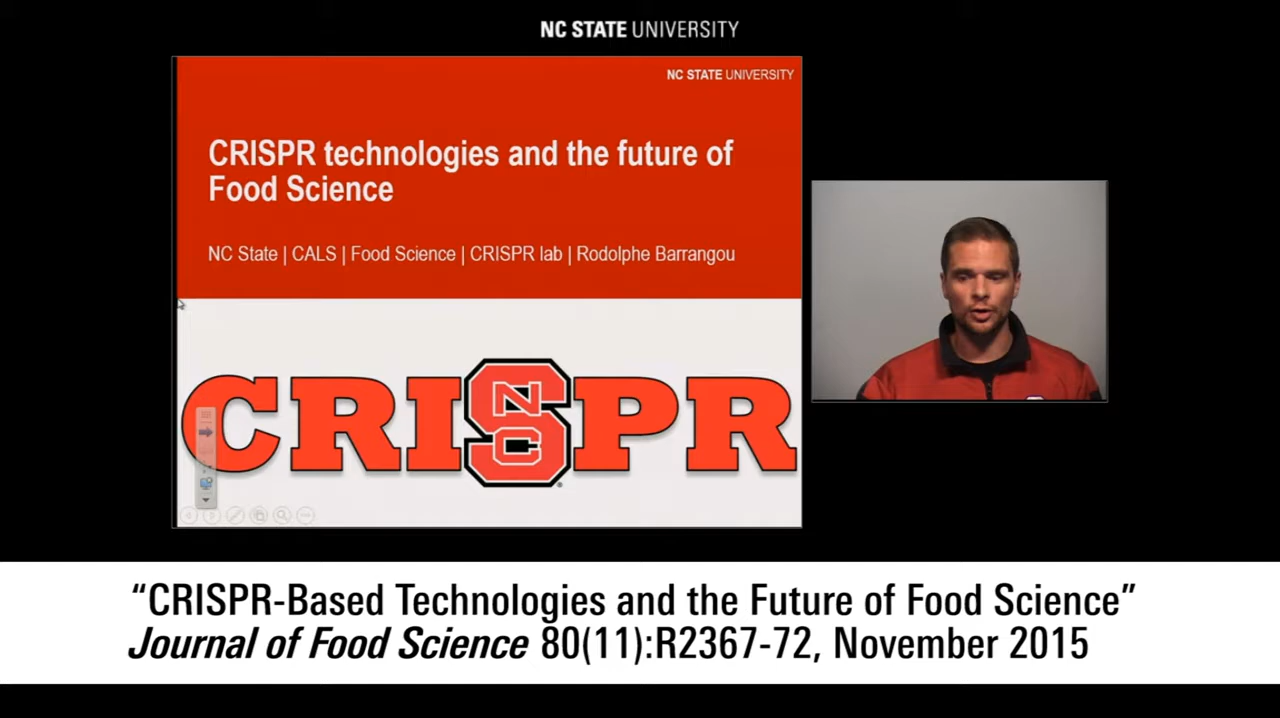 NC STATE UNIVERSITY
NC STATE UNIVERSITY
CRISPR technologies and the future of
Food Science
NC State | CALS | Food Science | CRISPR lab | Rodolphe Barrangou
CRISPR
NC
®
“CRISPR-Based Technologies and the Future of Food Science”
Journal of Food Science 80(11):R2367-72, November 2015